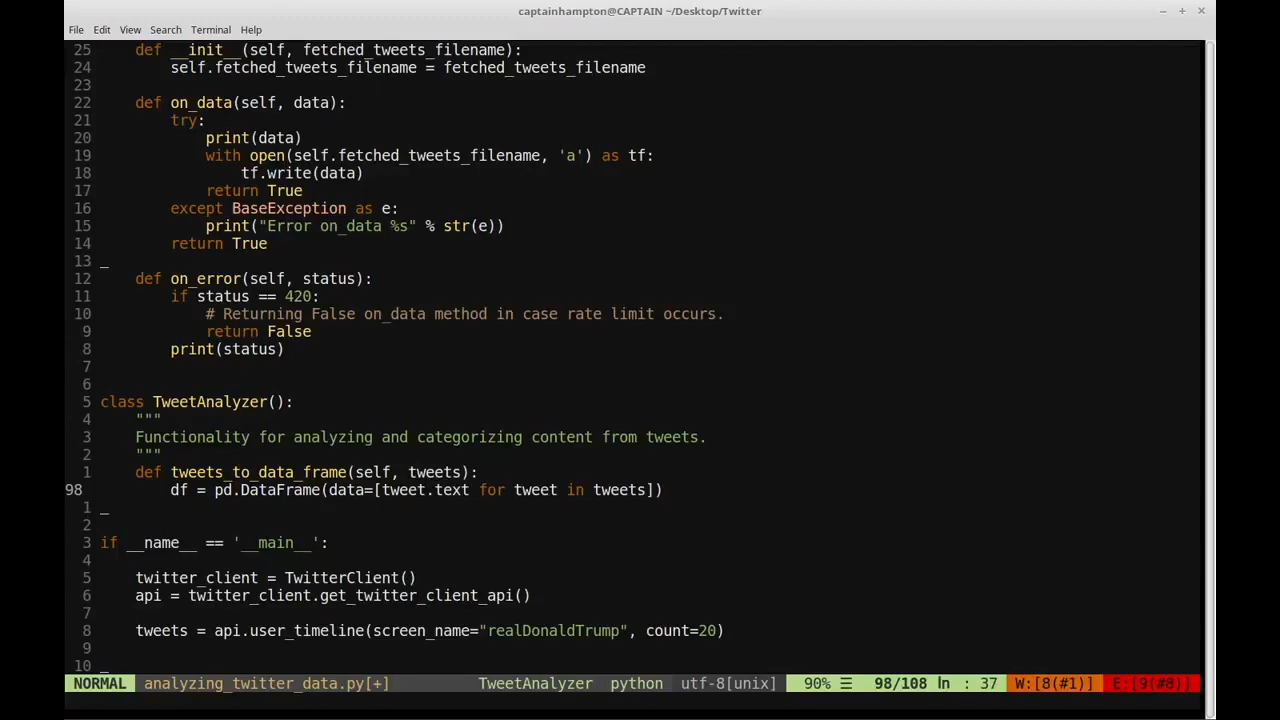 captainhampton@CAPTAIN ~/Desktop/Twitter
File Edit View Search Terminal Help
25     def __init__(self, fetched_tweets_filename):
24         self.fetched_tweets_filename = fetched_tweets_filename
23
22     def on_data(self, data):
21         try:
20             print(data)
19             with open(self.fetched_tweets_filename, 'a') as tf:
18                 tf.write(data)
17             return True
16         except BaseException as e:
15             print("Error on_data %s" % str(e))
14         return True
13 _
12     def on_error(self, status):
11         if status == 420:
10             # Returning False on_data method in case rate limit occurs.
9             return False
8         print(status)
7
6
5 class TweetAnalyzer():
4     """
3     Functionality for analyzing and categorizing content from tweets.
2     """
1     def tweets_to_data_frame(self, tweets):
98         df = pd.DataFrame(data=[tweet.text for tweet in tweets])
1 _
2
3 if __name__ == '__main__':
4
5     twitter_client = TwitterClient()
6     api = twitter_client.get_twitter_client_api()
7
8     tweets = api.user_timeline(screen_name="realDonaldTrump", count=20)
9
10 _
NORMAL analyzing_twitter_data.py[+] TweetAnalyzer python utf-8[unix] 90% ☰ 98/108 ln : 37 W:[8(#1)] E:[9(#8)]